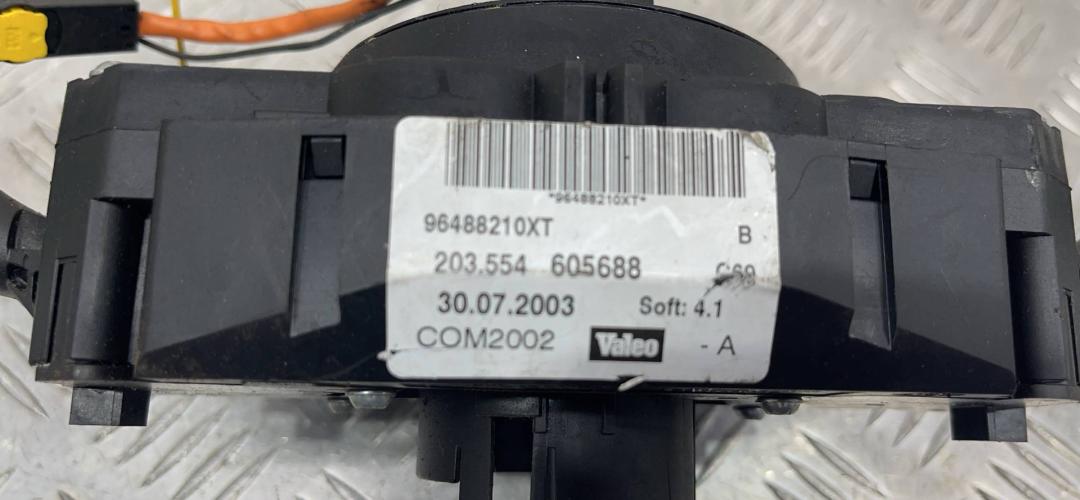 *96488210XT*
96488210XT B
203.554 605688
30.07.2003 Soft: 4.1
COM2002 Valeo - A